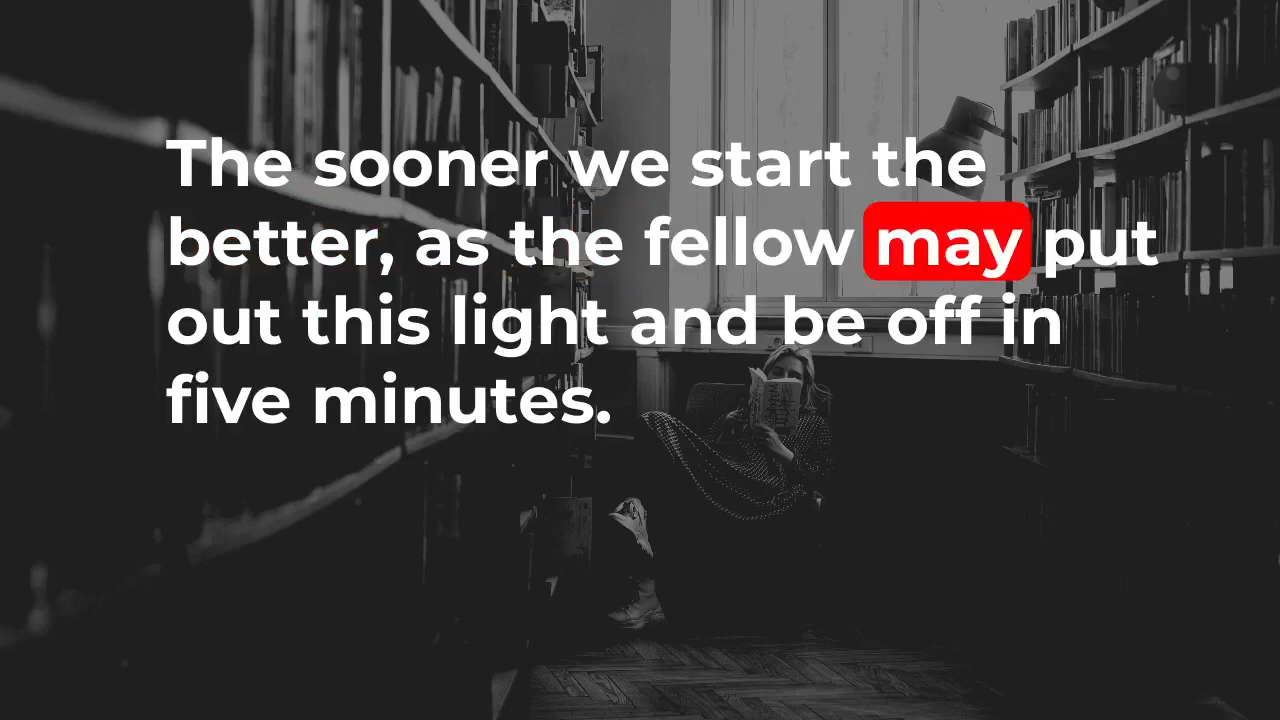 The sooner we start the
better, as the fellow may put
out this light and be off in
five minutes.